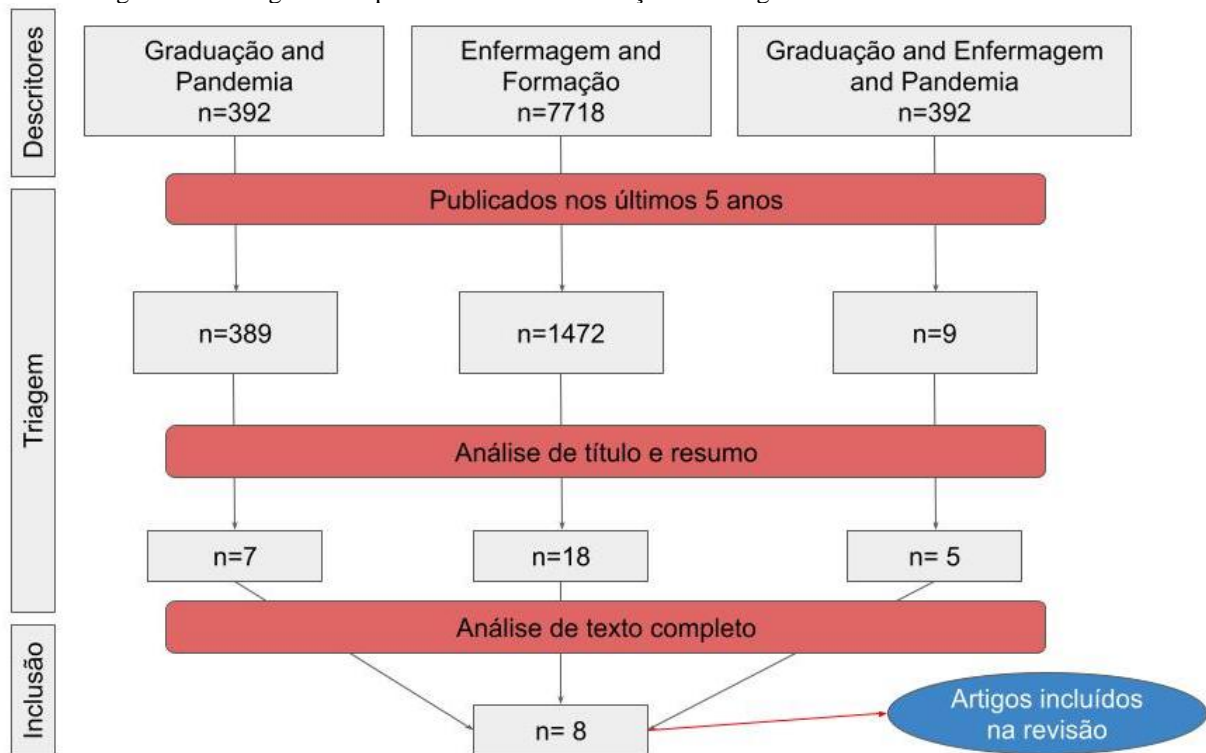 Descritores
Graduação and
Pandemia
n=392
Enfermagem and
Formação
n=7718
Graduação and Enfermagem
and Pandemia
n=392
Publicados nos últimos 5 anos
Triagem
n=389
n=1472
n=9
Análise de título e resumo
n=7
n=18
n= 5
Análise de texto completo
Inclusão
n= 8
Artigos incluídos
na revisão